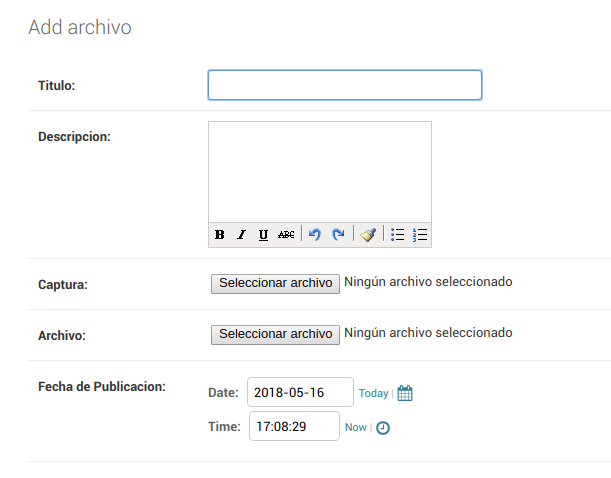 Add archivo
Titulo:
Descripcion:
B I U ABC
Captura: Seleccionar archivo Ningún archivo seleccionado
Archivo: Seleccionar archivo Ningún archivo seleccionado
Fecha de Publicacion: Date: 2018-05-16 Today |
Time: 17:08:29 Now |